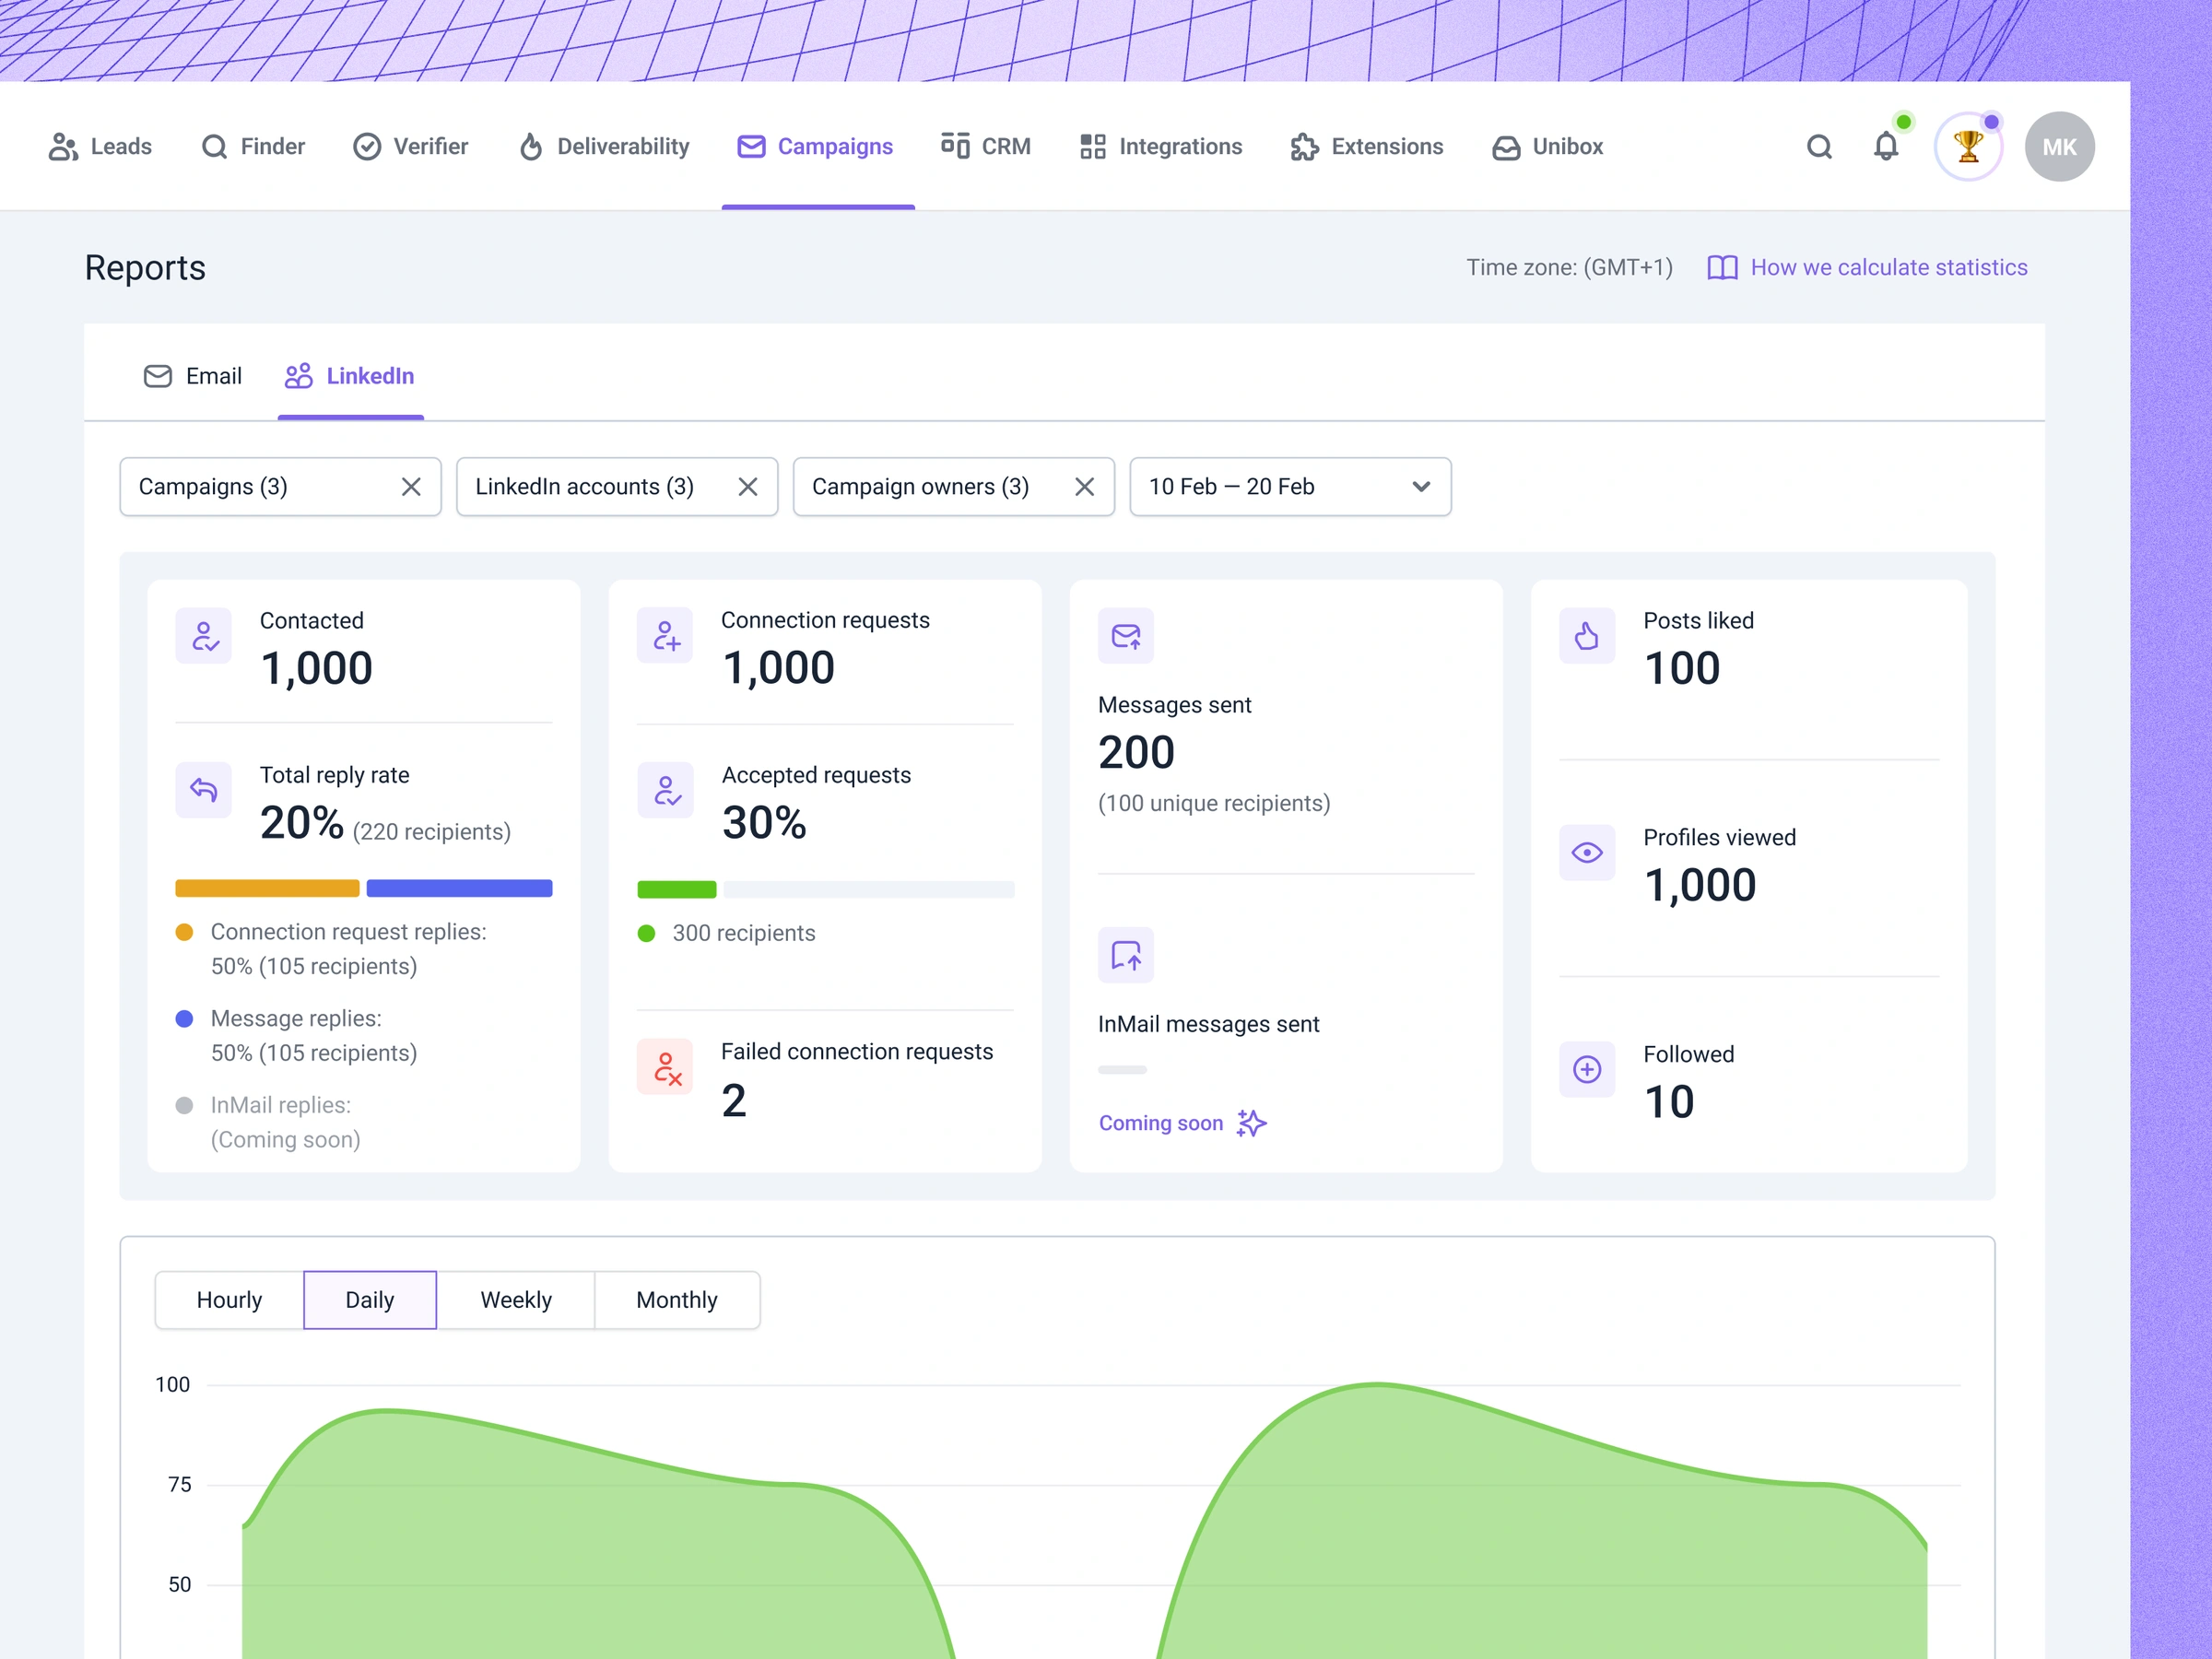 Leads Finder Verifier Deliverability Campaigns CRM Integrations Extensions Unibox MK
Reports Time zone: (GMT+1) How we calculate statistics
Email LinkedIn
Campaigns (3) LinkedIn accounts (3) Campaign owners (3) 10 Feb — 20 Feb
Contacted
1,000
Total reply rate
20% (220 recipients)
Connection request replies:
50% (105 recipients)
Message replies:
50% (105 recipients)
InMail replies:
(Coming soon)
Connection requests
1,000
Accepted requests
30%
300 recipients
Failed connection requests
2
Messages sent
200
(100 unique recipients)
InMail messages sent
Coming soon
Posts liked
100
Profiles viewed
1,000
Followed
10
Hourly Daily Weekly Monthly
100
75
50